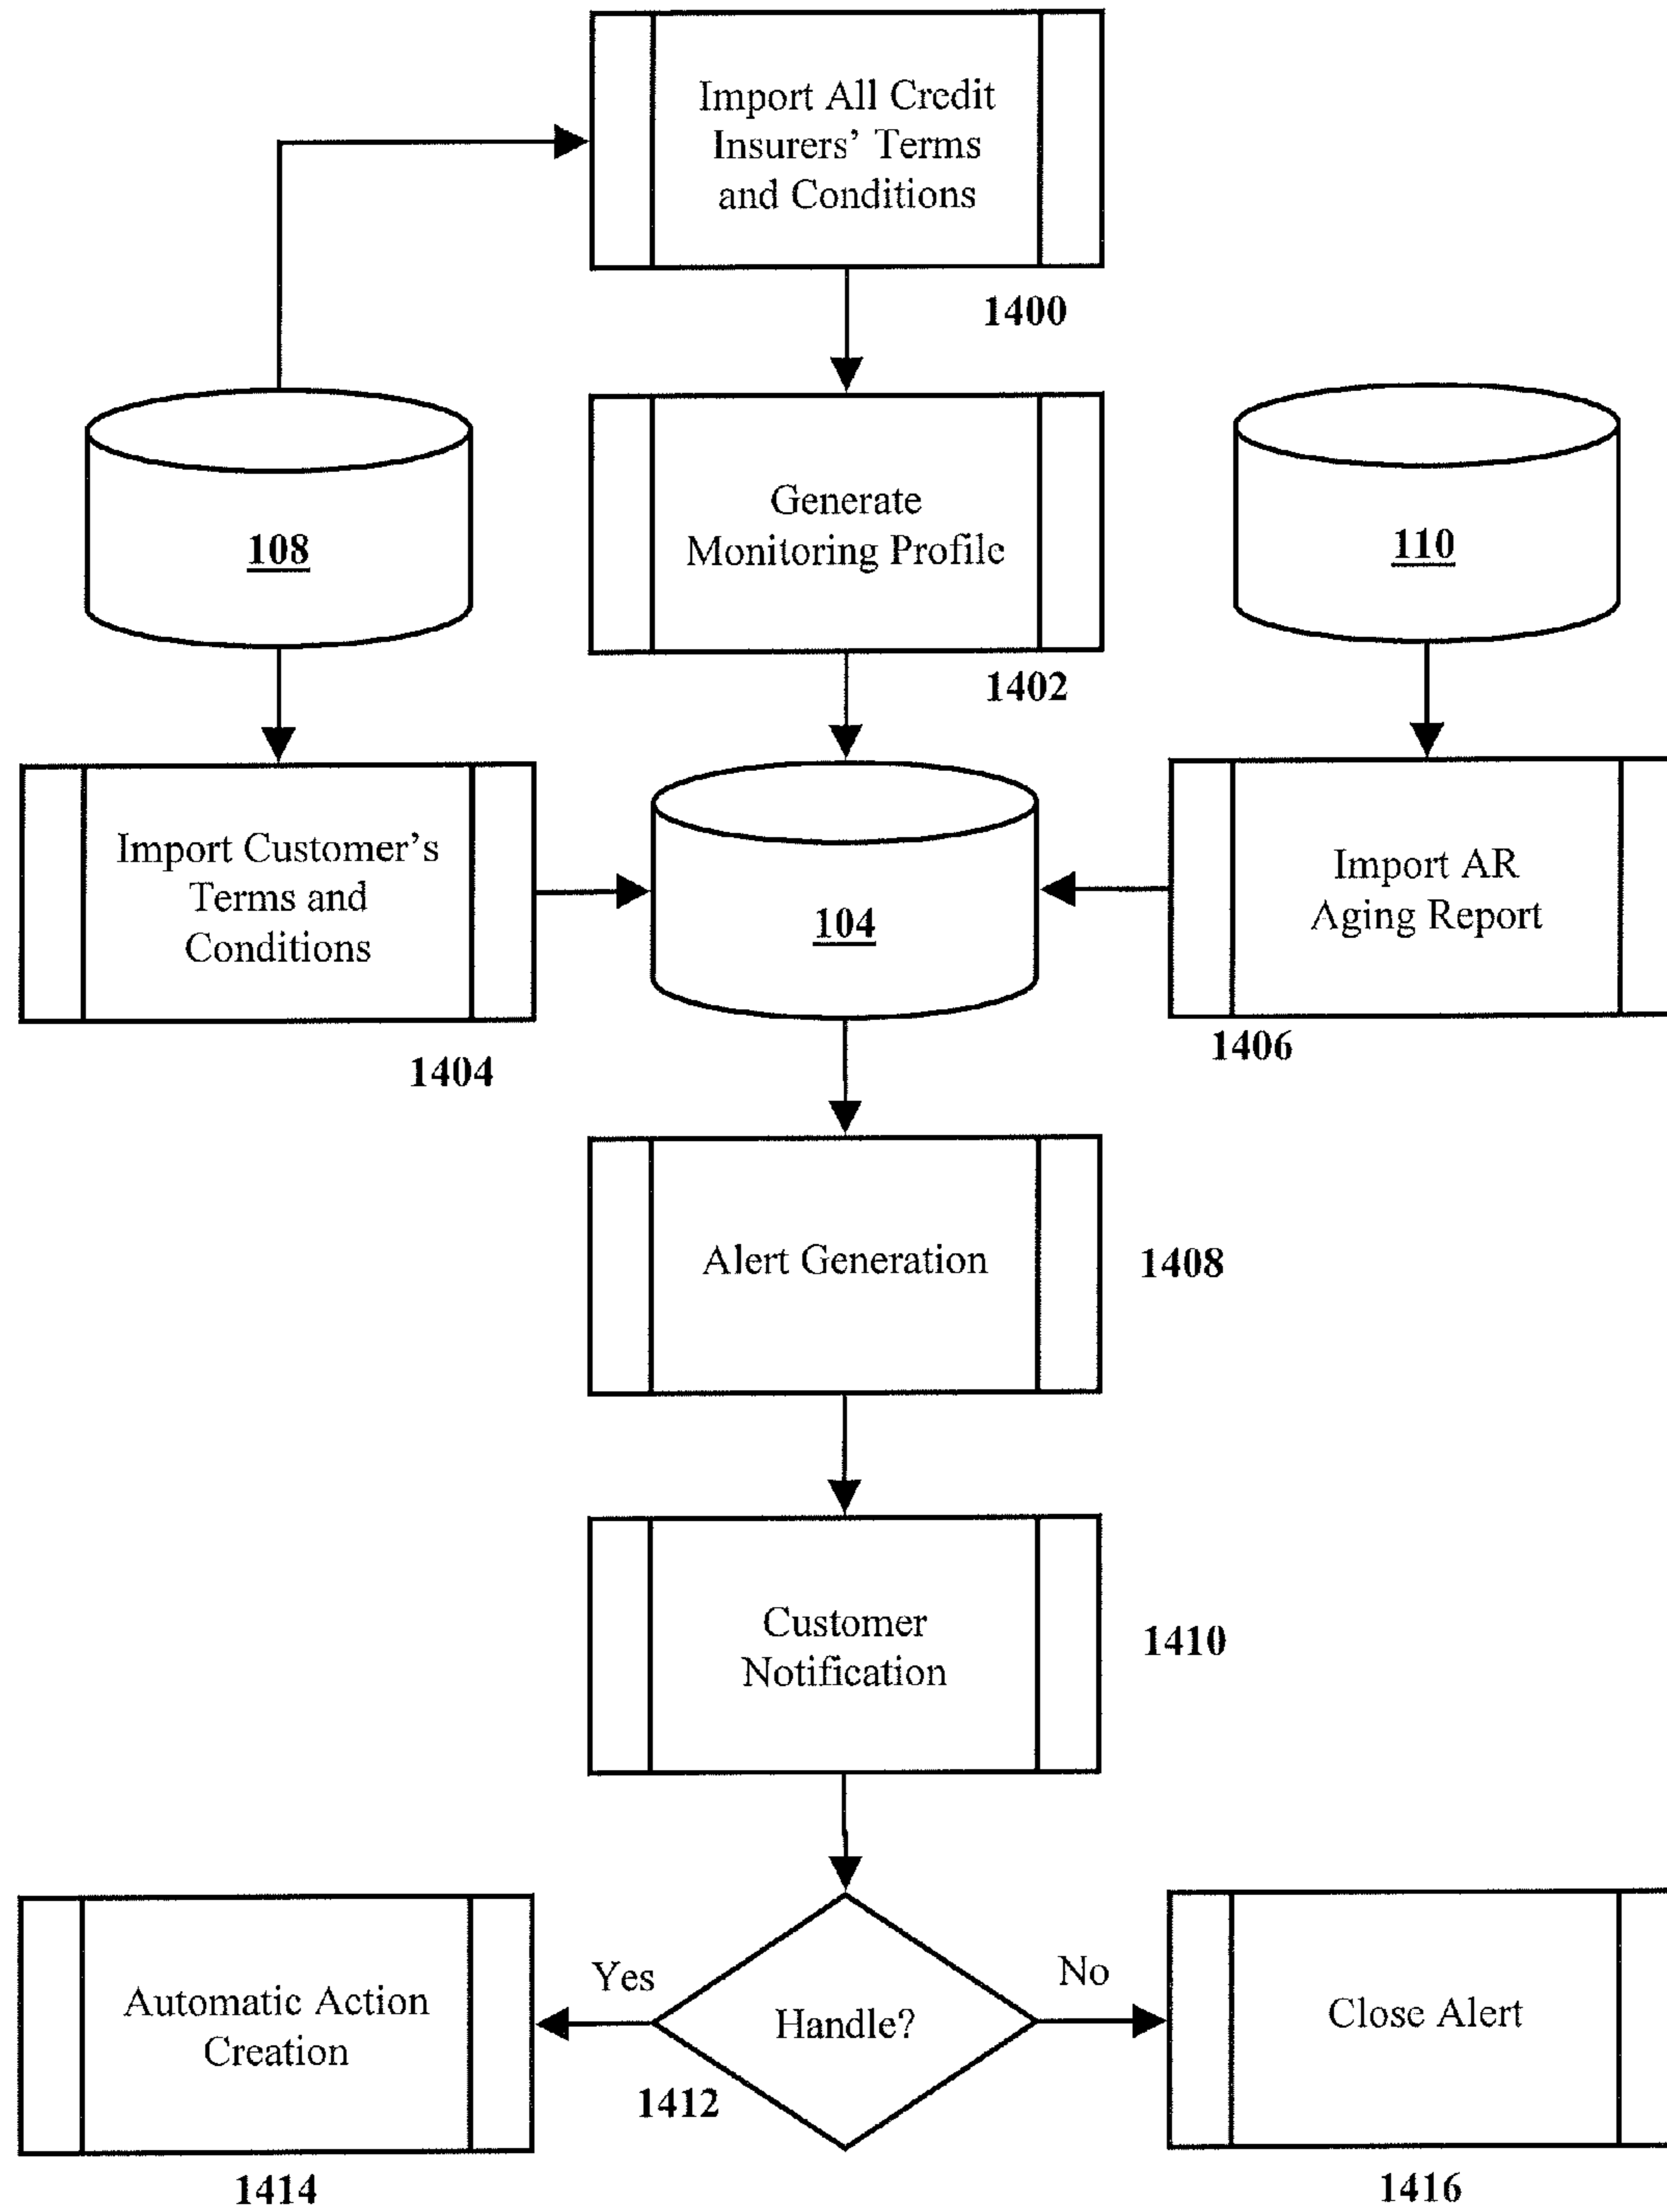 Import All Credit
Insurers’ Terms
and Conditions
1400
108
Generate
Monitoring Profile
1402
110
Import Customer’s
Terms and
Conditions
1404
104
Import AR
Aging Report
1406
Alert Generation
1408
Customer
Notification
1410
Handle?
1412
Yes
No
Automatic Action
Creation
1414
Close Alert
1416